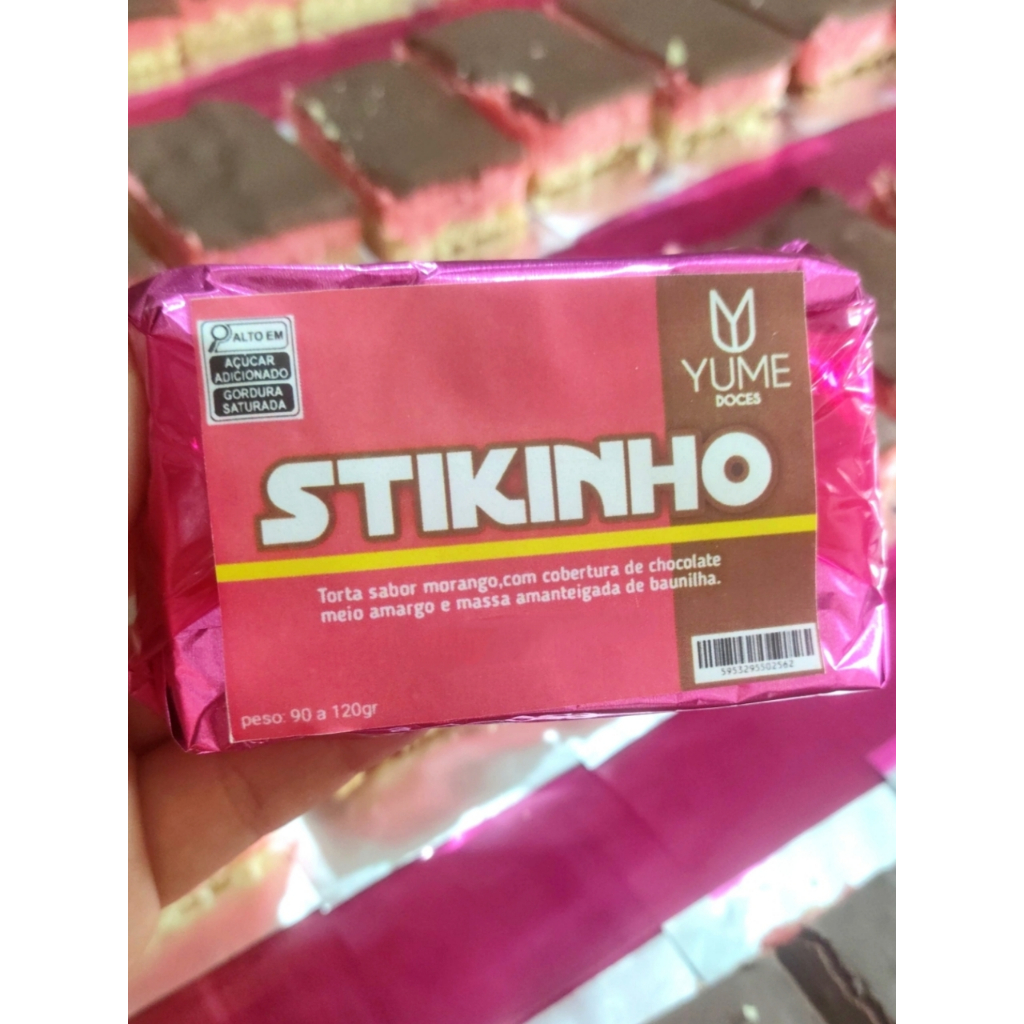 ALTO EM
AÇÚCAR
ADICIONADO
GORDURA
SATURADA
YUME
DOCES
STIKINHO
Torta sabor morango,com cobertura de chocolate
meio amargo e massa amanteigada de baunilha.
5953295502562
peso: 90 a 120gr